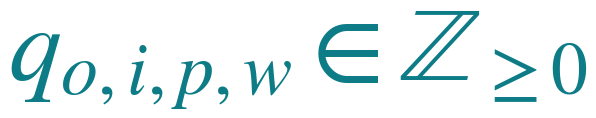 q_{o,i,p,w} ∈ ℤ_{≥0}